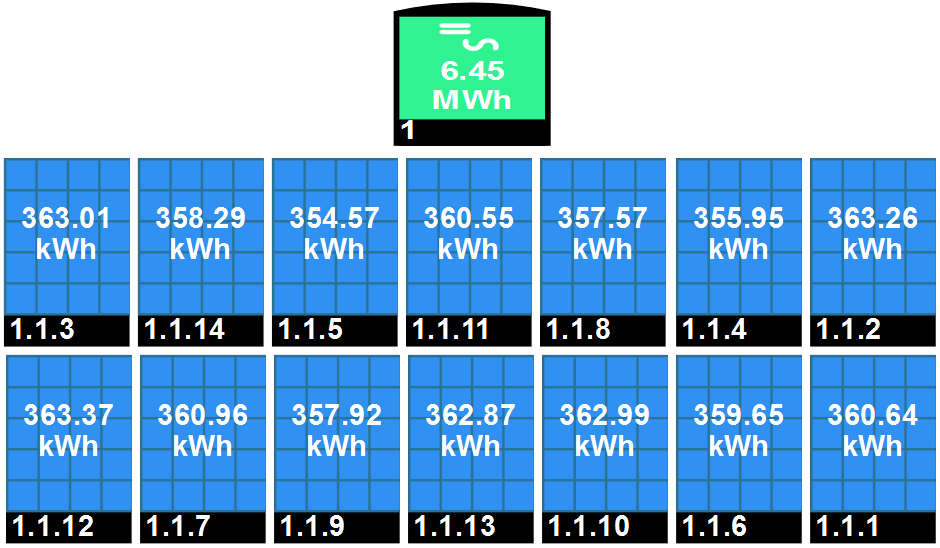 6.45
MWh
1
363.01
kWh
1.1.3
358.29
kWh
1.1.14
354.57
kWh
1.1.5
360.55
kWh
1.1.11
357.57
kWh
1.1.8
355.95
kWh
1.1.4
363.26
kWh
1.1.2
363.37
kWh
1.1.12
360.96
kWh
1.1.7
357.92
kWh
1.1.9
362.87
kWh
1.1.13
362.99
kWh
1.1.10
359.65
kWh
1.1.6
360.64
kWh
1.1.1